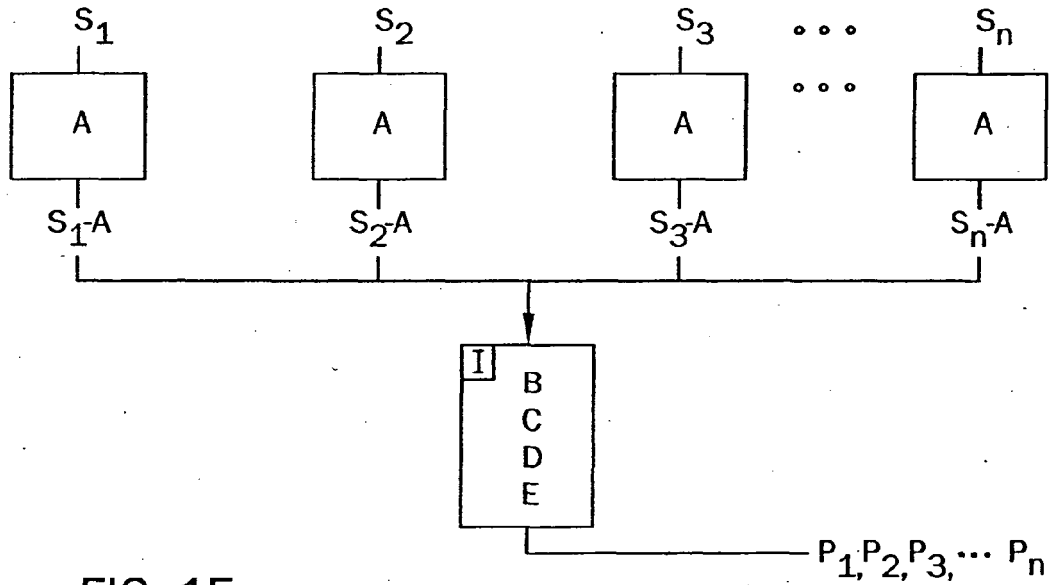 S1 S2 S3 ∘∘∘ Sn
∘∘∘
A A A A
S1-A S2-A S3-A Sn-A
I
B
C
D
E
P1, P2, P3, ··· Pn